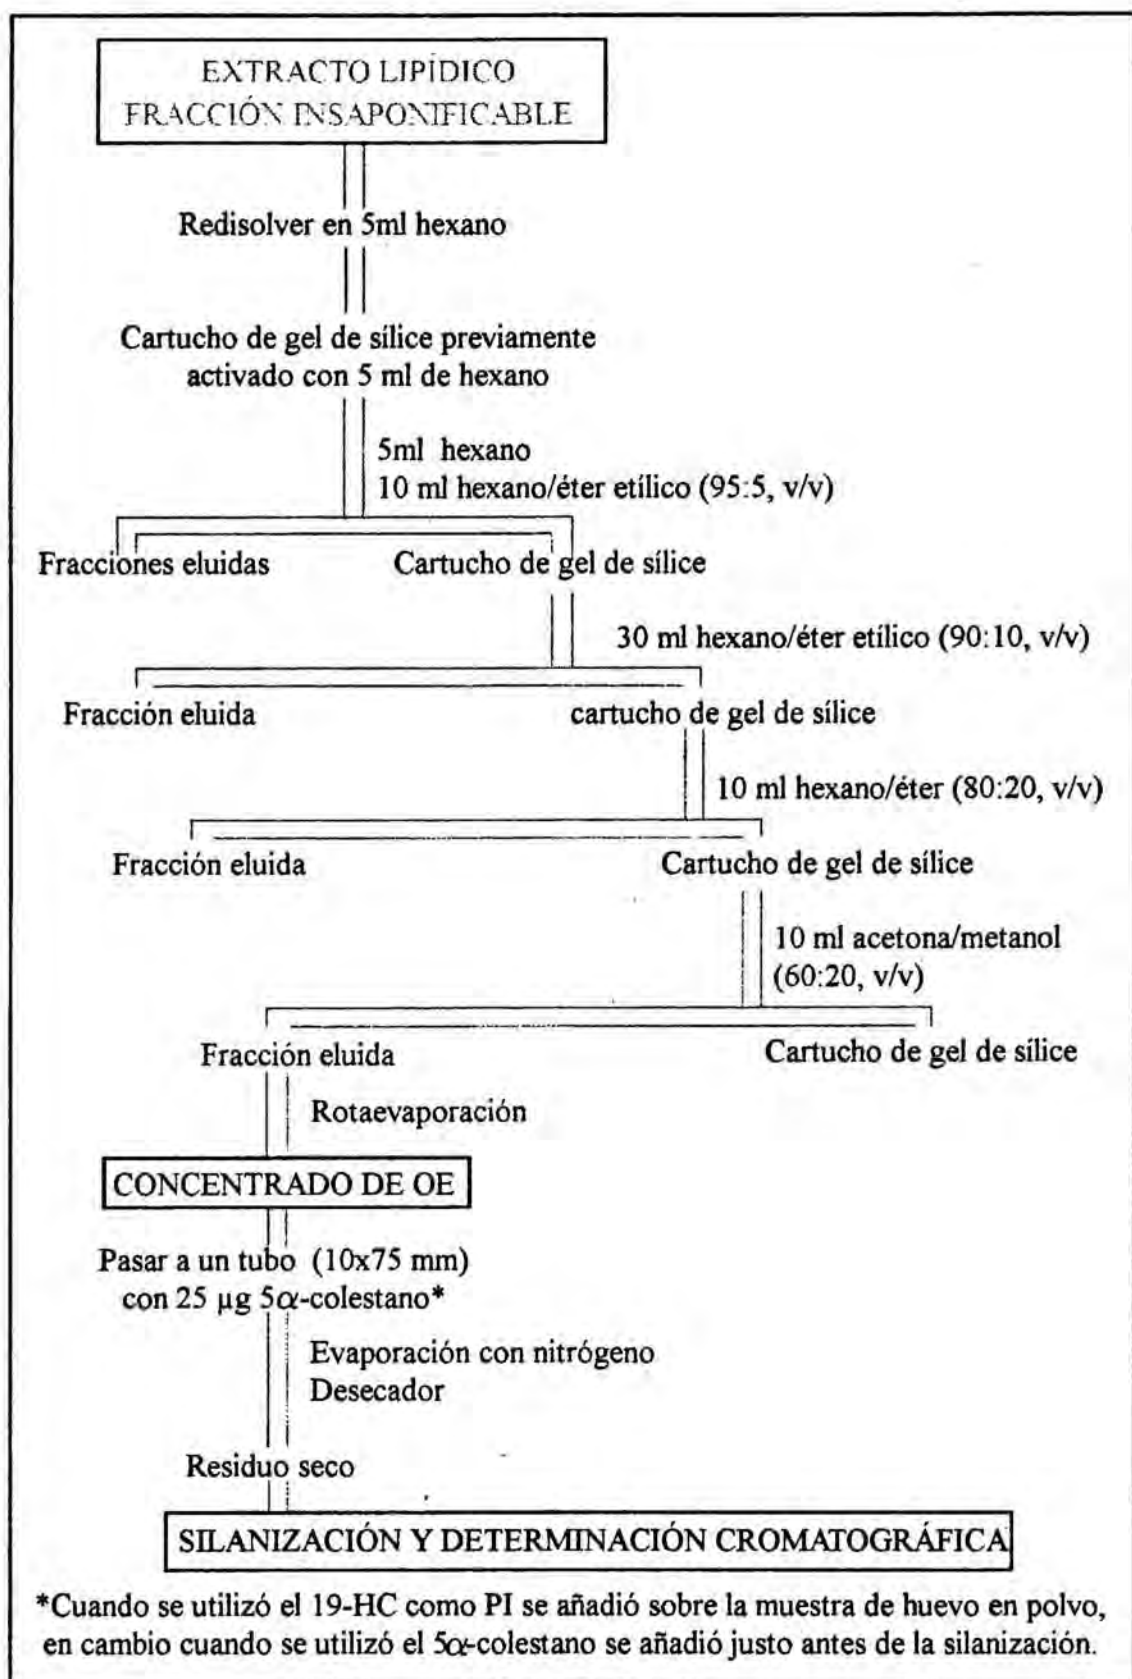 EXTRACTO LIPÍDICO
FRACCIÓN INSAPONIFICABLE
Redisolver en 5ml hexano
Cartucho de gel de sílice previamente
activado con 5 ml de hexano
5ml hexano
10 ml hexano/éter etílico (95:5, v/v)
Fracciones eluidas
Cartucho de gel de sílice
30 ml hexano/éter etílico (90:10, v/v)
Fracción eluida
cartucho de gel de sílice
10 ml hexano/éter (80:20, v/v)
Fracción eluida
Cartucho de gel de sílice
10 ml acetona/metanol
(60:20, v/v)
Fracción eluida
Cartucho de gel de sílice
Rotaevaporación
CONCENTRADO DE OE
Pasar a un tubo (10x75 mm)
con 25 µg 5α-colestano*
Evaporación con nitrógeno
Desecador
Residuo seco
SILANIZACIÓN Y DETERMINACIÓN CROMATOGRÁFICA
*Cuando se utilizó el 19-HC como PI se añadió sobre la muestra de huevo en polvo,
en cambio cuando se utilizó el 5α-colestano se añadió justo antes de la silanización.